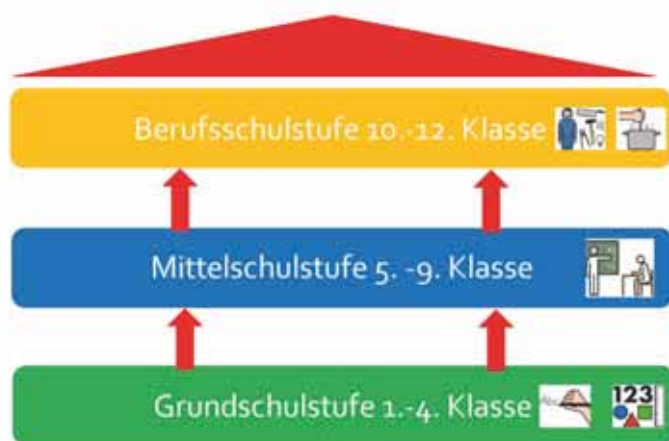 Berufsschulstufe 10.-12. Klasse
Mittelschulstufe 5. -9. Klasse
Grundschulstufe 1.-4. Klasse
123